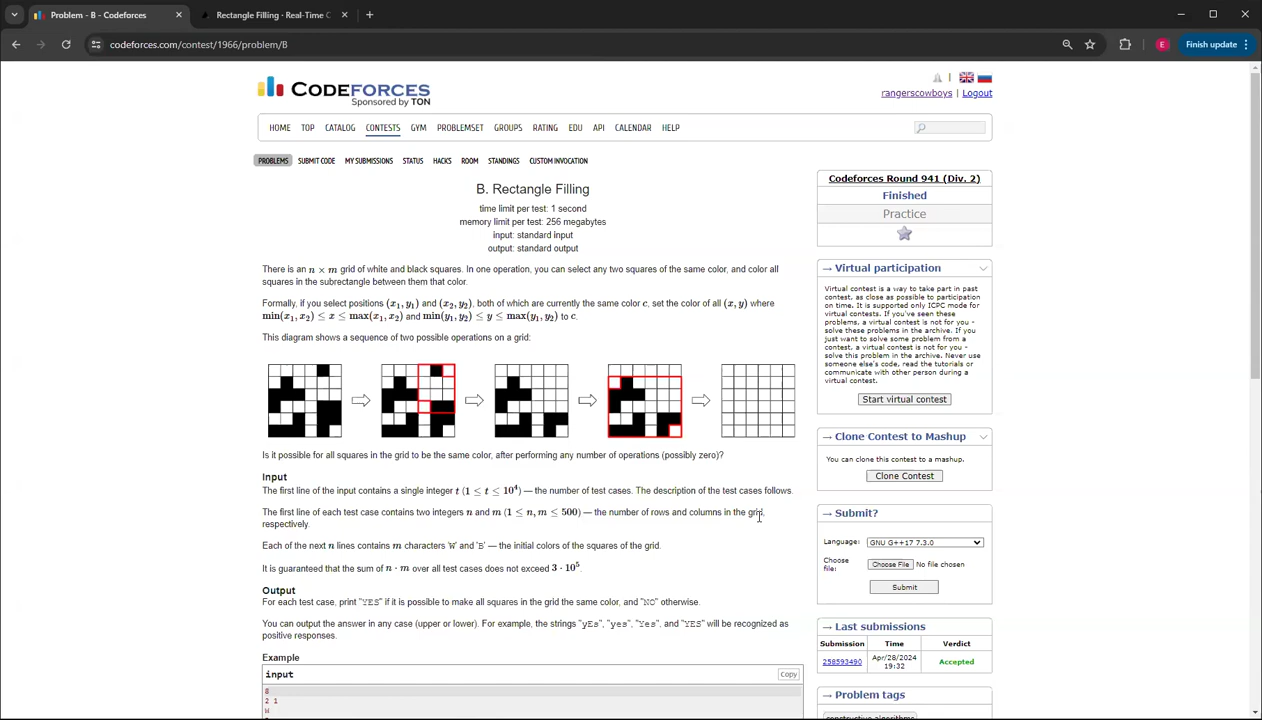 Problem - B - Codeforces
Rectangle Filling · Real-Time C
codeforces.com/contest/1966/problem/B
E
Finish update
CODEFORCES
Sponsored by TON
rangerscowboys | Logout
HOME TOP CATALOG CONTESTS GYM PROBLEMSET GROUPS RATING EDU API CALENDAR HELP
PROBLEMS SUBMIT CODE MY SUBMISSIONS STATUS HACKS ROOM STANDINGS CUSTOM INVOCATION
B. Rectangle Filling
time limit per test: 1 second
memory limit per test: 256 megabytes
input: standard input
output: standard output
There is an n × m grid of white and black squares. In one operation, you can select any two squares of the same color, and color all
squares in the subrectangle between them that color.
Formally, if you select positions (x1, y1) and (x2, y2), both of which are currently the same color c, set the color of all (x, y) where
min(x1, x2) ≤ x ≤ max(x1, x2) and min(y1, y2) ≤ y ≤ max(y1, y2) to c.
This diagram shows a sequence of two possible operations on a grid:
Is it possible for all squares in the grid to be the same color, after performing any number of operations (possibly zero)?
Input
The first line of the input contains a single integer t (1 ≤ t ≤ 10^4) — the number of test cases. The description of the test cases follows.
The first line of each test case contains two integers n and m (1 ≤ n, m ≤ 500) — the number of rows and columns in the grid,
respectively.
Each of the next n lines contains m characters 'W' and 'B' — the initial colors of the squares of the grid.
It is guaranteed that the sum of n · m over all test cases does not exceed 3 · 10^5.
Output
For each test case, print "YES" if it is possible to make all squares in the grid the same color, and "NO" otherwise.
You can output the answer in any case (upper or lower). For example, the strings "yEs", "yes", "Yes", and "YES" will be recognized as
positive responses.
Example
input
Copy
8
2 1
W
Codeforces Round 941 (Div. 2)
Finished
Practice
→ Virtual participation
Virtual contest is a way to take part in past
contest, as close as possible to participation
on time. It is supported only ICPC mode for
virtual contests. If you've seen these
problems, a virtual contest is not for you -
solve these problems in the archive. If you
just want to solve some problem from a
contest, a virtual contest is not for you -
solve this problem in the archive. Never use
someone else's code, read the tutorials or
communicate with other person during a
virtual contest.
Start virtual contest
→ Clone Contest to Mashup
You can clone this contest to a mashup.
Clone Contest
→ Submit?
Language: GNU G++17 7.3.0
Choose
file:
Choose File No file chosen
Submit
→ Last submissions
Submission Time Verdict
258593490 Apr/28/2024
19:32 Accepted
→ Problem tags
constructive algorithms